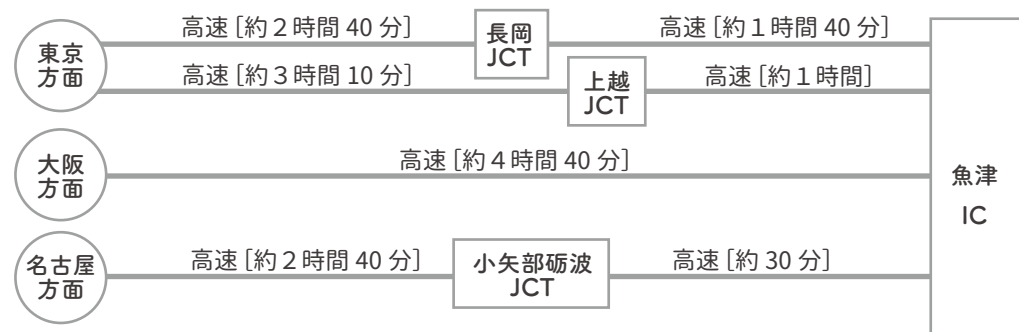 東京
方面
高速［約２時間 40 分］
長岡
JCT
高速［約１時間 40 分］
高速［約３時間 10 分］
上越
JCT
高速［約１時間］
大阪
方面
高速［約４時間 40 分］
名古屋
方面
高速［約２時間 40 分］
小矢部砺波
JCT
高速［約 30 分］
魚津
IC